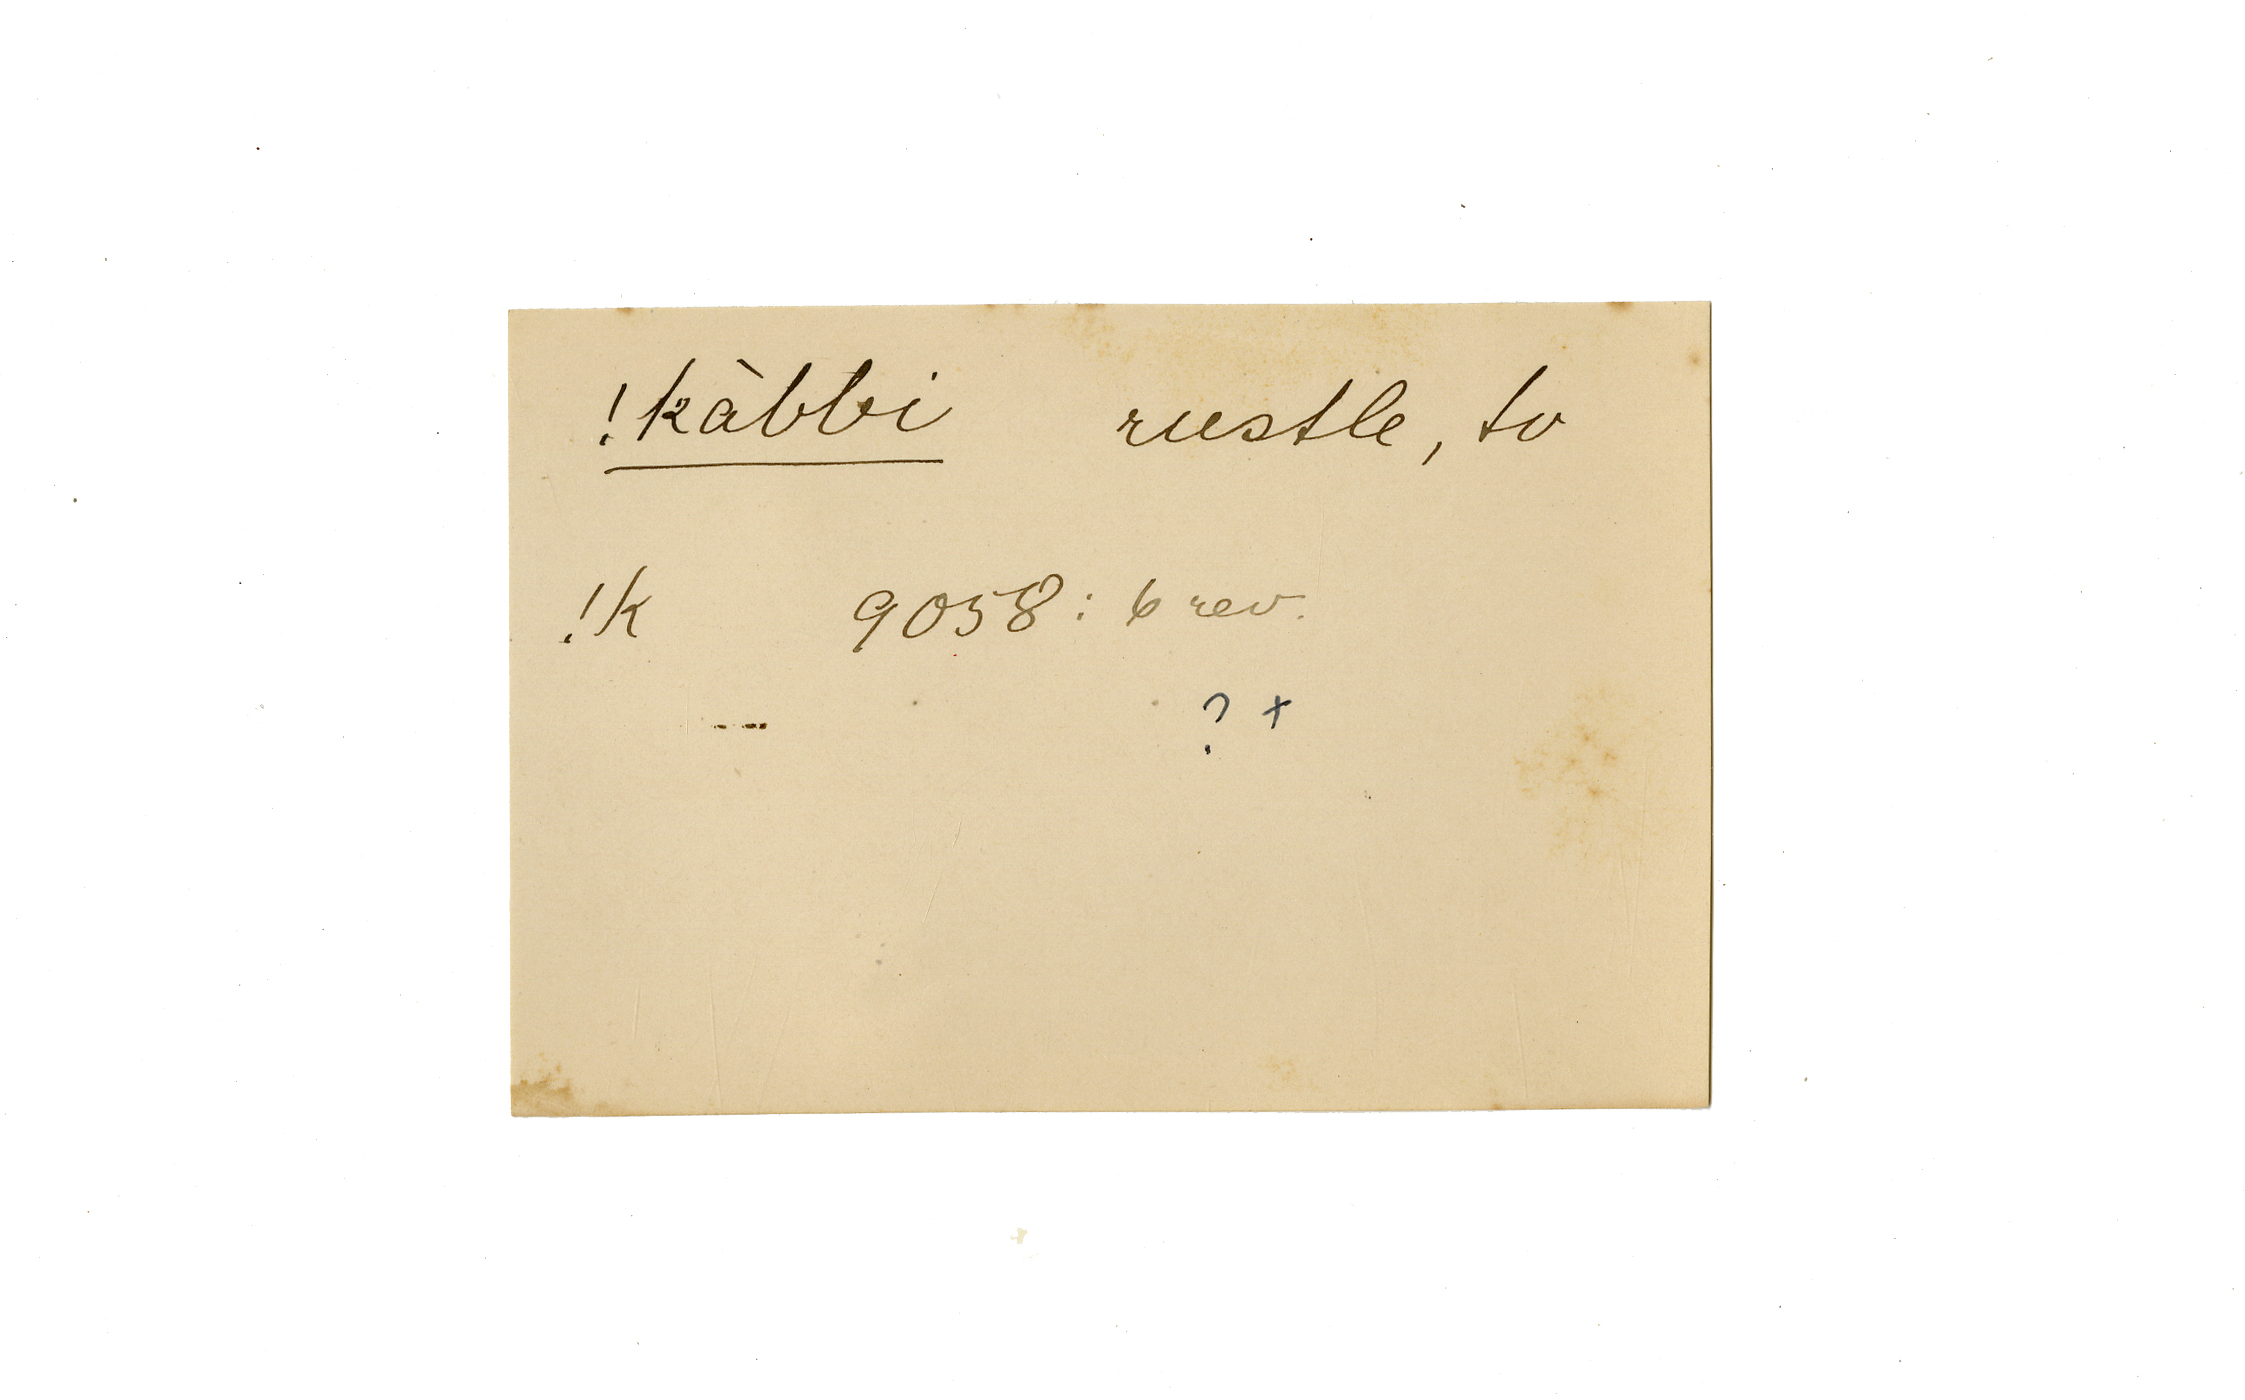 !kàbbi rustle, to
!k 9058: 6 rev.
? +